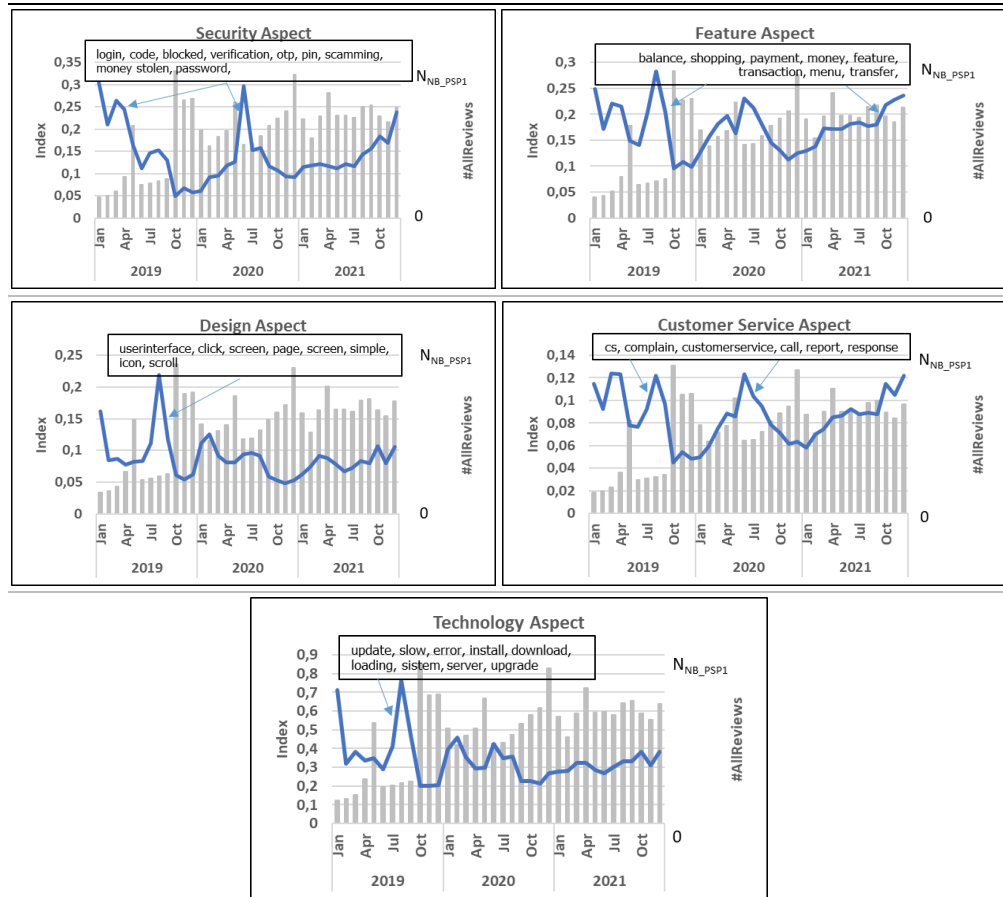 Security Aspect
login, code, blocked, verification, otp, pin, scamming,
money stolen, password,
0,35
0,3
0,25
0,2
0,15
0,1
0,05
0
Index
N_NB_PSP1
#AllReviews
0
Jan Apr Jul Oct Jan Apr Jul Oct Jan Apr Jul Oct
2019 2020 2021
Feature Aspect
balance, shopping, payment, money, feature,
transaction, menu, transfer,
0,3
0,25
0,2
0,15
0,1
0,05
0
Index
N_NB_PSP1
#AllReviews
0
Jan Apr Jul Oct Jan Apr Jul Oct Jan Apr Jul Oct
2019 2020 2021
Design Aspect
userinterface, click, screen, page, screen, simple,
icon, scroll
0,25
0,2
0,15
0,1
0,05
0
Index
N_NB_PSP1
#AllReviews
0
Jan Apr Jul Oct Jan Apr Jul Oct Jan Apr Jul Oct
2019 2020 2021
Customer Service Aspect
cs, complain, customerservice, call, report, response
0,14
0,12
0,1
0,08
0,06
0,04
0,02
0
Index
N_NB_PSP1
#AllReviews
0
Jan Apr Jul Oct Jan Apr Jul Oct Jan Apr Jul Oct
2019 2020 2021
Technology Aspect
update, slow, error, install, download,
loading, sistem, server, upgrade
0,9
0,8
0,7
0,6
0,5
0,4
0,3
0,2
0,1
0
Index
N_NB_PSP1
#AllReviews
0
Jan Apr Jul Oct Jan Apr Jul Oct Jan Apr Jul Oct
2019 2020 2021